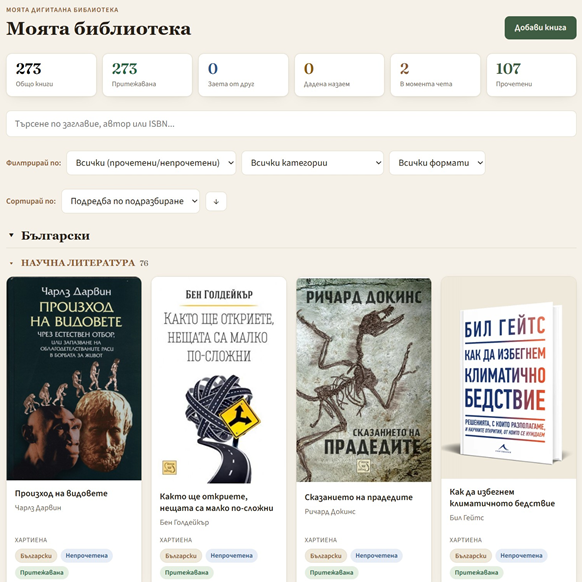 МОЯТА ДИГИТАЛНА БИБЛИОТЕКА
Моята библиотека
Добави книга
273
Общо книги
273
Притежавана
0
Заета от друг
0
Дадена назаем
2
В момента чета
107
Прочетени
Търсене по заглавие, автор или ISBN...
Филтрирай по:
Всички (прочетени/непрочетени)
Всички категории
Всички формати
Сортирай по:
Подредба по подразбиране
Български
НАУЧНА ЛИТЕРАТУРА 76
Чарлз Дарвин
ПРОИЗХОД
НА ВИДОВЕТЕ
ЧРЕЗ ЕСТЕСТВЕН ОТБОР,
ИЛИ ЗАПАЗВАНЕ НА
ОБЛАГОДЕТЕЛСТВАНИТЕ РАСИ
В БОРБАТА ЗА ЖИВОТ
Произход на видовете
Чарлз Дарвин
ХАРТИЕНА
Български
Непрочетена
Притежавана
БЕН ГОЛДЕЙКЪР
КАКТО ЩЕ ОТКРИЕТЕ,
НЕЩАТА СА МАЛКО
ПО-СЛОЖНИ
Както ще откриете,
нещата са малко по-сложни
Бен Голдейкър
ХАРТИЕНА
Български
Непрочетена
Притежавана
РИЧАРД ДОКИНС
СКАЗАНИЕТО НА
ПРАДЕДИТЕ
Сказанието на прадедите
Ричард Докинс
ХАРТИЕНА
Български
Непрочетена
Притежавана
БИЛ ГЕЙТС
КАК ДА ИЗБЕГНЕМ
КЛИМАТИЧНО
БЕДСТВИЕ
РЕШЕНИЯТА, С КОИТО РАЗПОЛАГАМЕ,
И НАУЧНИТЕ ОТКРИТИЯ, ОТ КОИТО СЕ НУЖДАЕМ
Как да избегнем
климатичното бедствие
Бил Гейтс
ХАРТИЕНА
Български
Непрочетена
Притежавана